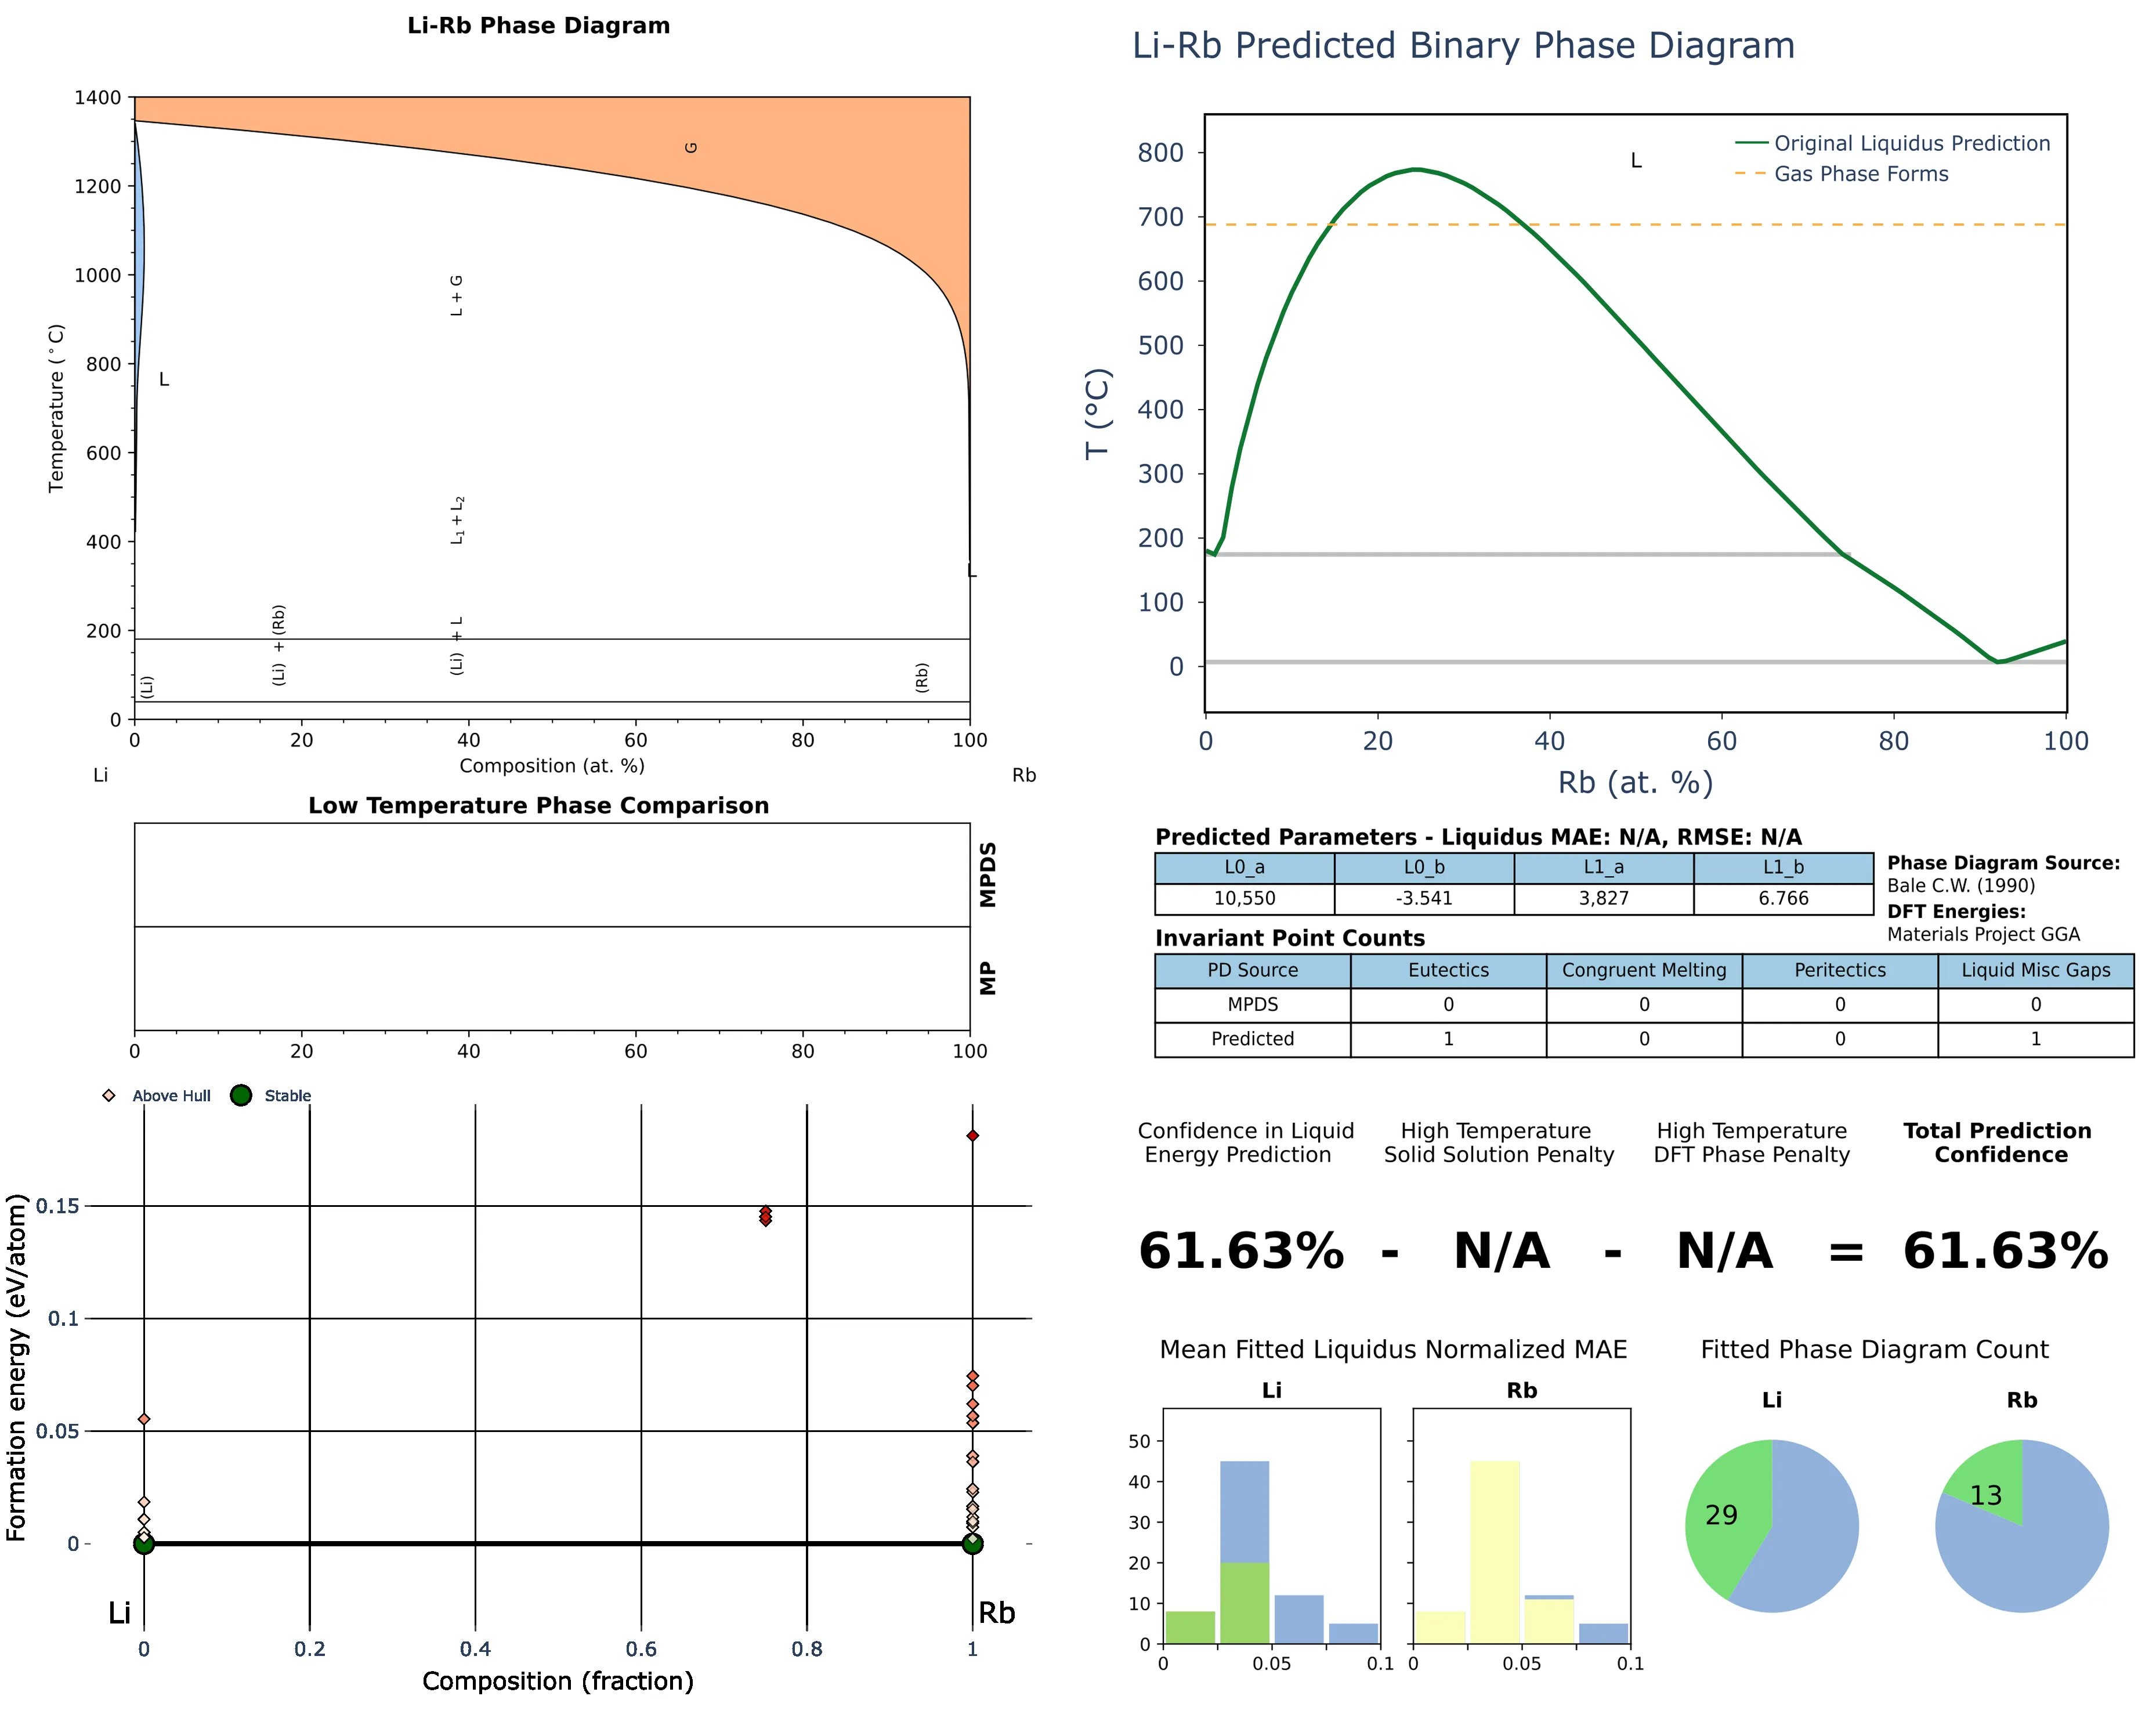 Li-Rb Phase Diagram
1400
1200
1000
800
600
400
200
0
Temperature (°C)
G
L + G
L
L₁ + L₂
L
(Li) + (Rb)
(Li) + L
(Li)
(Rb)
0 20 40 60 80 100
Composition (at. %)
Li Rb
Low Temperature Phase Comparison
MPDS
MP
0 20 40 60 80 100
Above Hull Stable
0.15
0.1
0.05
0
Formation energy (eV/atom)
Li Rb
0 0.2 0.4 0.6 0.8 1
Composition (fraction)
Li-Rb Predicted Binary Phase Diagram
L
Original Liquidus Prediction
Gas Phase Forms
800
700
600
500
400
300
200
100
0
T (°C)
0 20 40 60 80 100
Rb (at. %)
Predicted Parameters - Liquidus MAE: N/A, RMSE: N/A
L0_a L0_b L1_a L1_b
10,550 -3.541 3,827 6.766
Phase Diagram Source:
Bale C.W. (1990)
DFT Energies:
Materials Project GGA
Invariant Point Counts
PD Source Eutectics Congruent Melting Peritectics Liquid Misc Gaps
MPDS 0 0 0 0
Predicted 1 0 0 1
Confidence in Liquid
Energy Prediction
High Temperature
Solid Solution Penalty
High Temperature
DFT Phase Penalty
Total Prediction
Confidence
61.63% - N/A - N/A = 61.63%
Mean Fitted Liquidus Normalized MAE
Li Rb
50
40
30
20
10
0
0 0.05 0.1 0 0.05 0.1
Fitted Phase Diagram Count
Li Rb
29 13